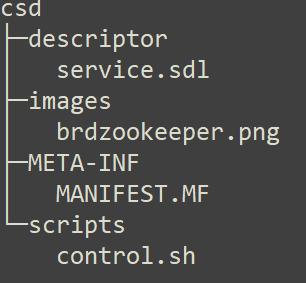 csd
├─descriptor
│   service.sdl
├─images
│   brdzookeeper.png
├─META-INF
│   MANIFEST.MF
└─scripts
    control.sh